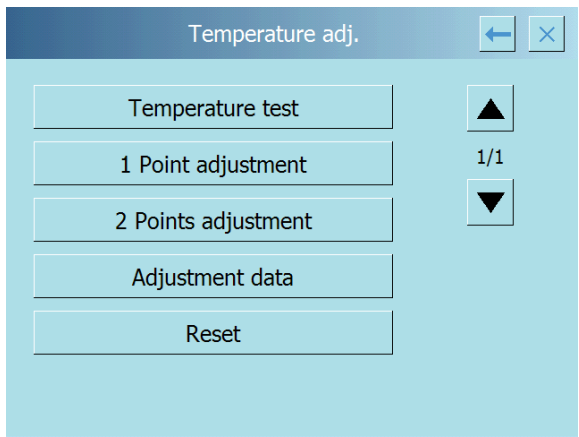 Temperature adj.
Temperature test
1 Point adjustment
1/1
2 Points adjustment
Adjustment data
Reset